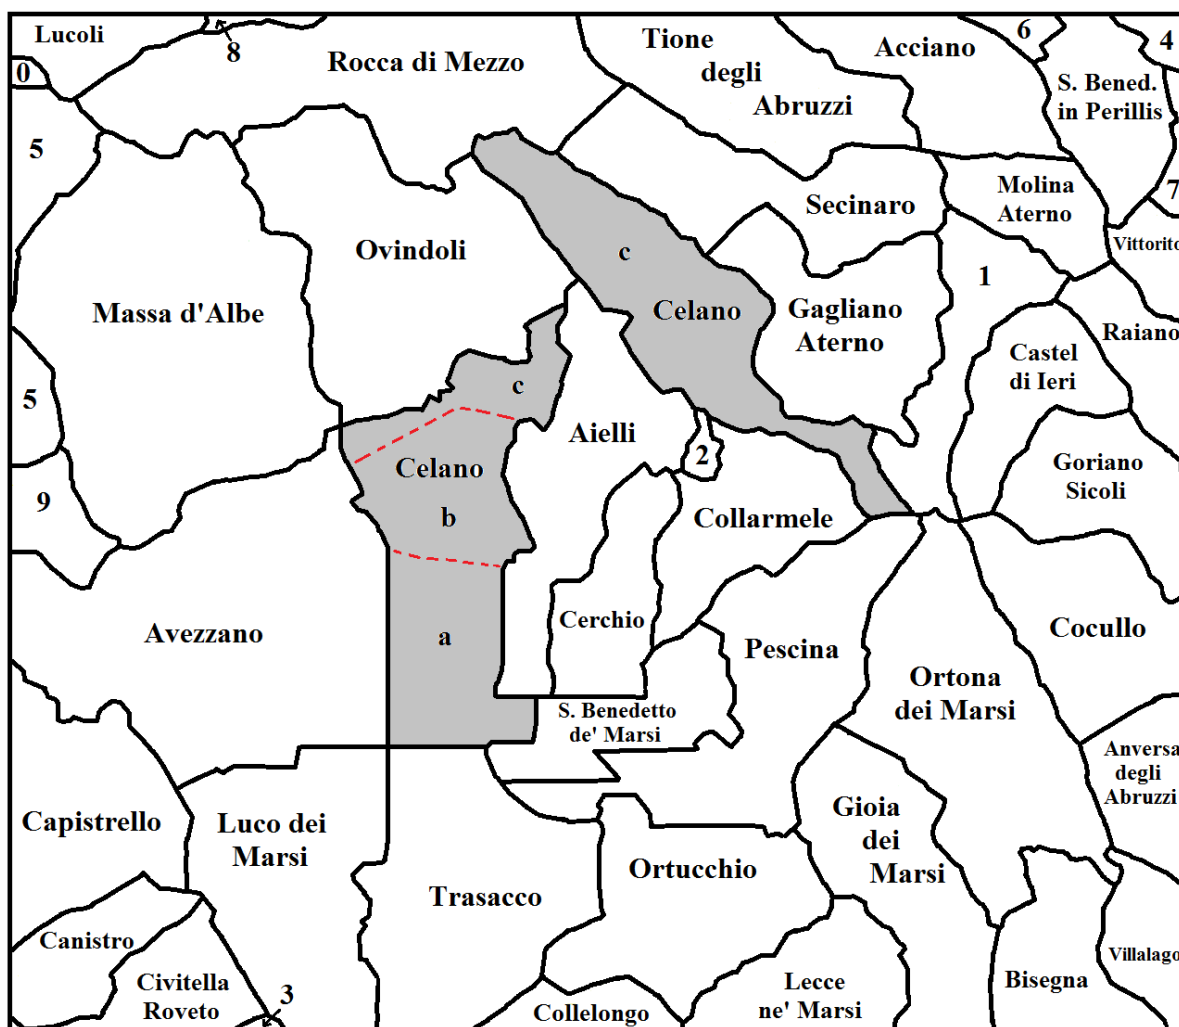 Lucoli
8
Rocca di Mezzo
Tione
degli
Abruzzi
Acciano
6
4
0
S. Bened.
in Perillis
5
7
Molina
Aterno
Secinaro
Vittorito
Ovindoli
c
1
Massa d'Albe
Celano
Gagliano
Aterno
Raiano
Castel
di Ieri
c
5
Aielli
2
Celano
Goriano
Sicoli
9
b
Collarmele
Avezzano
a
Cerchio
Pescina
Cocullo
Ortona
dei Marsi
S. Benedetto
de' Marsi
Anversa
degli
Abruzzi
Capistrello
Luco dei
Marsi
Gioia
dei
Marsi
Ortucchio
Trasacco
Canistro
Villalago
Civitella
Roveto
3
Lecce
ne' Marsi
Bisegna
Collelongo